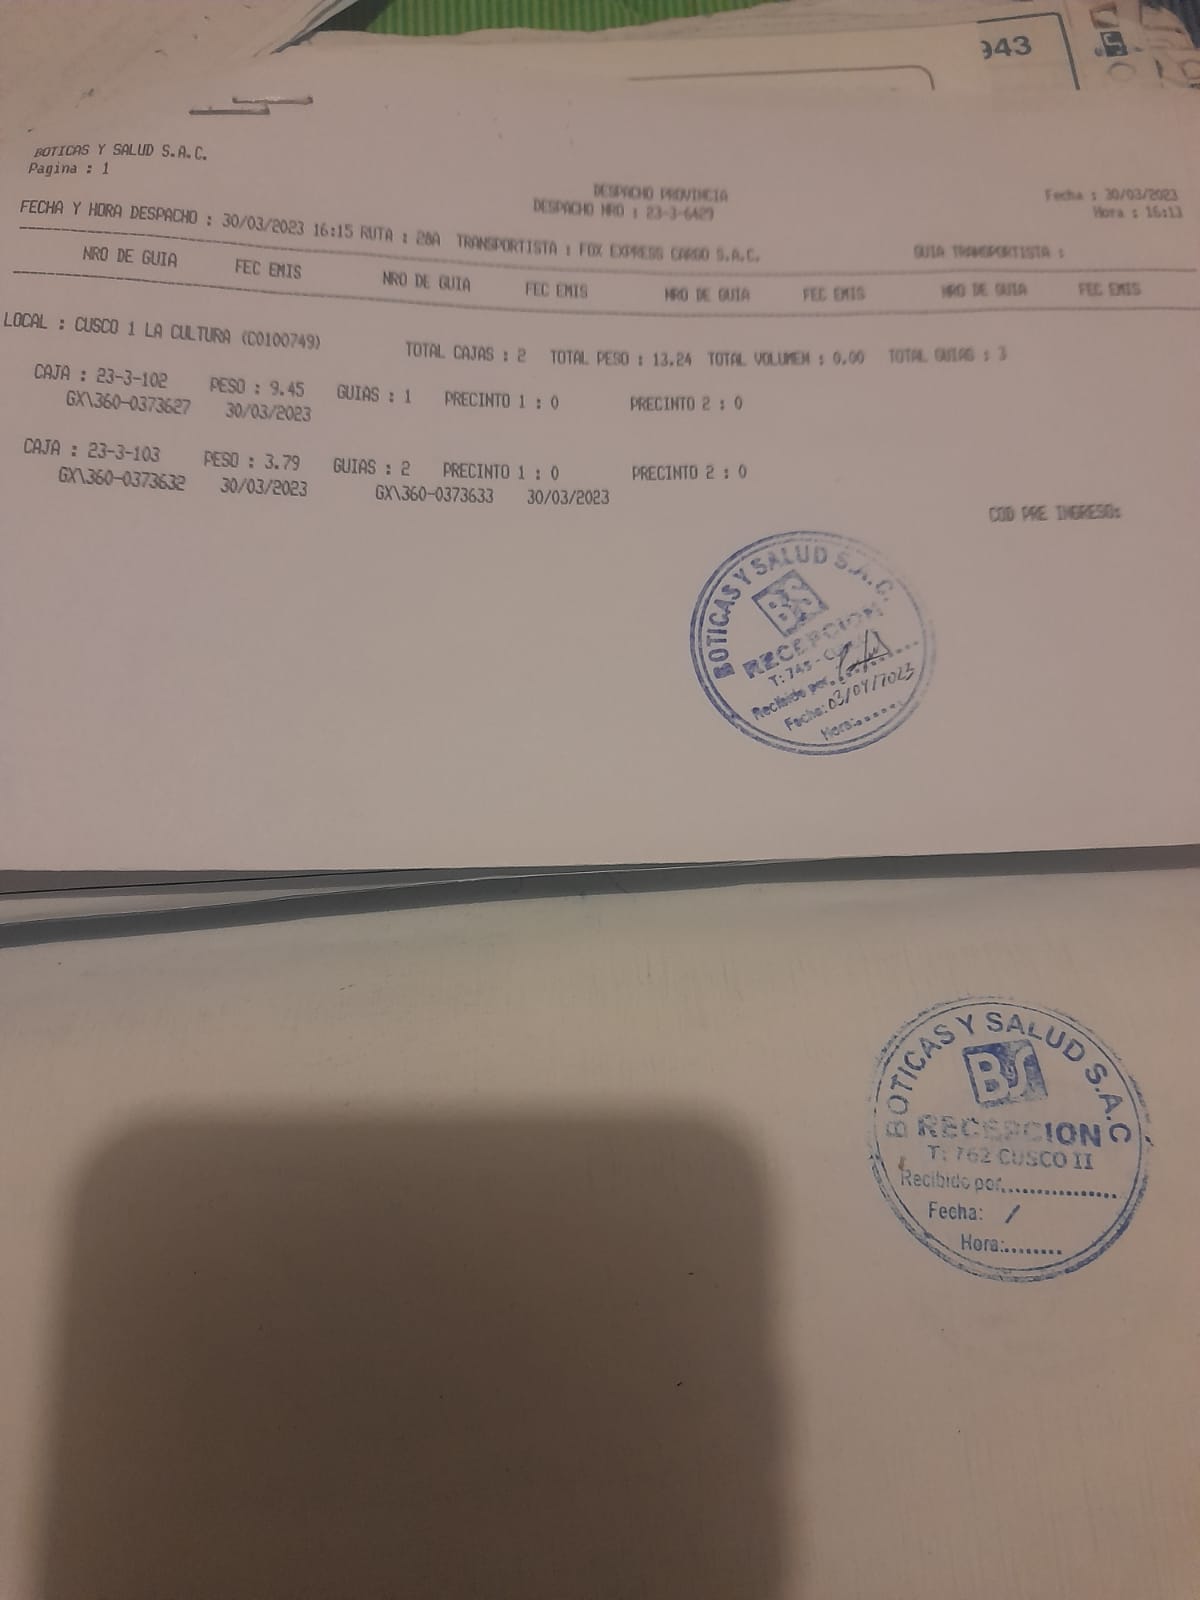 943
BOTICAS Y SALUD S.A.C.
Pagina : 1
DESPACHO PROVINCIA
DESPACHO NRO : 23-3-6429
Fecha : 30/03/2023
Hora : 16:13
FECHA Y HORA DESPACHO : 30/03/2023 16:15 RUTA : 28A TRANSPORTISTA : FOX EXPRESS CARGO S.A.C. GUIA TRANSPORTISTA :
NRO DE GUIA FEC EMIS NRO DE GUIA FEC EMIS NRO DE GUIA FEC EMIS NRO DE GUIA FEC EMIS
LOCAL : CUSCO 1 LA CULTURA (C0100749) TOTAL CAJAS : 2 TOTAL PESO : 13.24 TOTAL VOLUMEN : 0.00 TOTAL GUIAS : 3
CAJA : 23-3-102 PESO : 9.45 GUIAS : 1 PRECINTO 1 : 0 PRECINTO 2 : 0
GX\360-0373627 30/03/2023
CAJA : 23-3-103 PESO : 3.79 GUIAS : 2 PRECINTO 1 : 0 PRECINTO 2 : 0
GX\360-0373632 30/03/2023 GX\360-0373633 30/03/2023
COD PRE INGRESO:
BOTICAS Y SALUD S.A.C.
BS
RECEPCION
Recibido por
Fecha: 03/04/2023
Hora:......
BOTICAS Y SALUD S.A.C
BS
RECEPCION
T: 762 CUSCO II
Recibido por................
Fecha: /
Hora:........